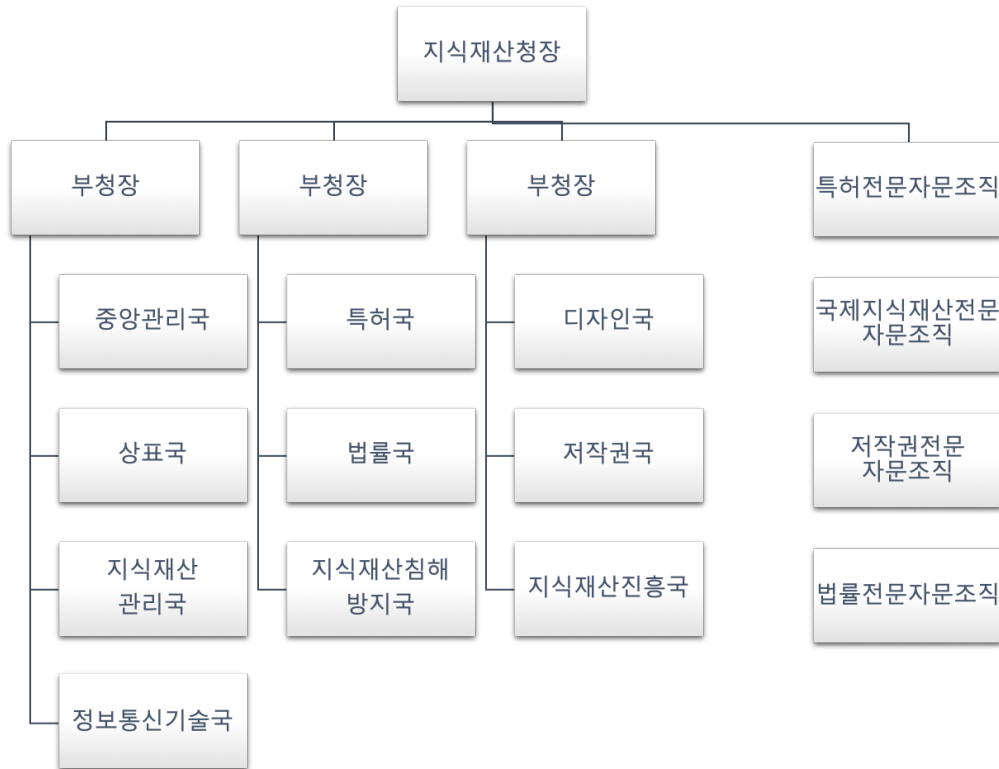 지식재산청장
부청장
부청장
부청장
특허전문자문조직
중앙관리국
특허국
디자인국
국제지식재산전문
자문조직
상표국
법률국
저작권국
저작권전문
자문조직
지식재산
관리국
지식재산침해
방지국
지식재산진흥국
법률전문자문조직
정보통신기술국